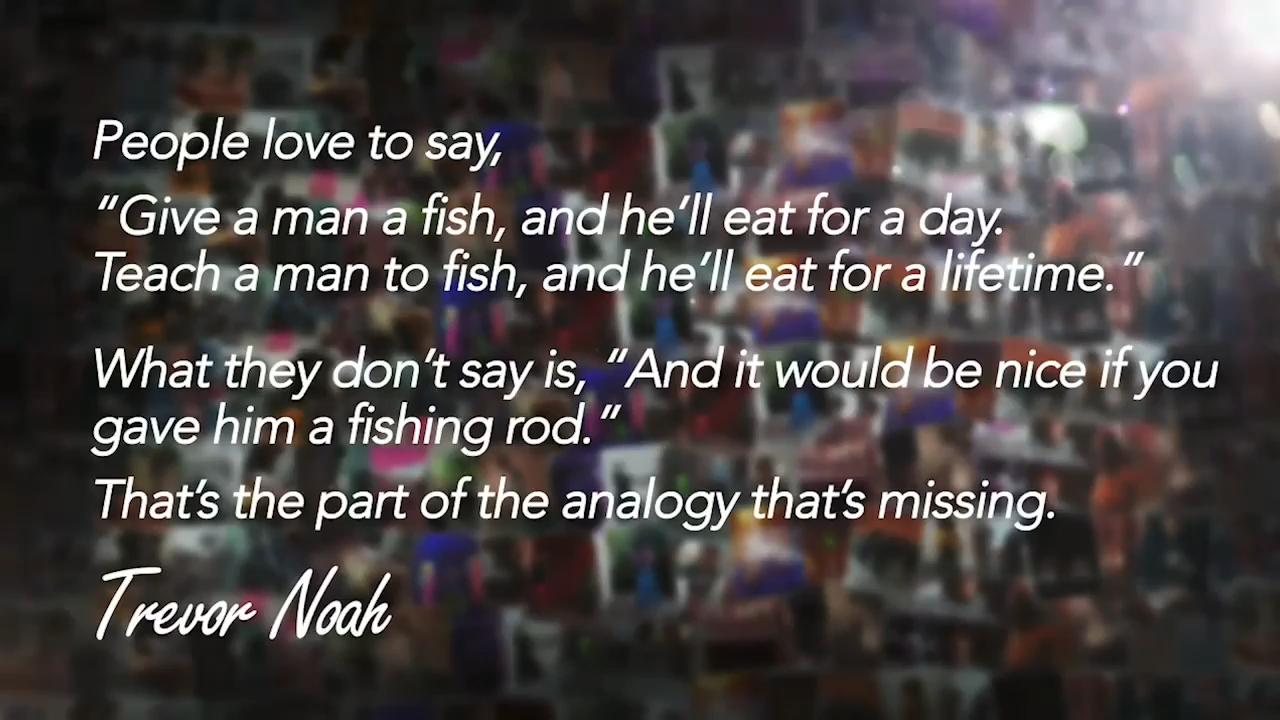 People love to say,
“Give a man a fish, and he’ll eat for a day.
Teach a man to fish, and he’ll eat for a lifetime.”
What they don’t say is, “And it would be nice if you
gave him a fishing rod.”
That’s the part of the analogy that’s missing.
Trevor Noah